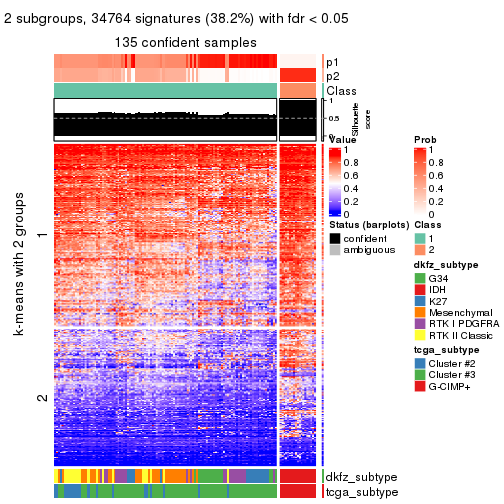 2 subgroups, 34764 signatures (38.2%) with fdr < 0.05
135 confident samples
p1
p2
Class
1
0.5
0
Silhouette
score
k-means with 2 groups
1
2
dkfz_subtype
tcga_subtype
Value
1
0.8
0.6
0.4
0.2
0
Status (barplots)
confident
ambiguous
Prob
1
0.8
0.6
0.4
0.2
0
Class
1
2
dkfz_subtype
G34
IDH
K27
Mesenchymal
RTK I PDGFRA
RTK II Classic
tcga_subtype
Cluster #2
Cluster #3
G-CIMP+